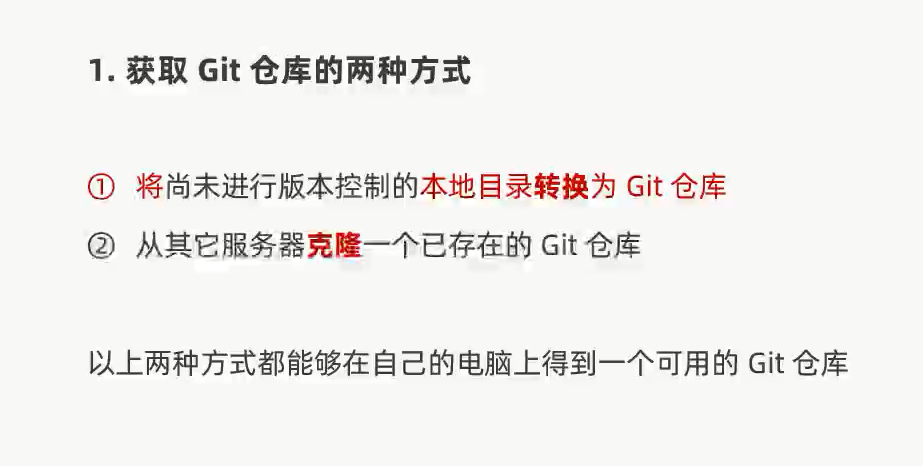 1. 获取 Git 仓库的两种方式
① 将尚未进行版本控制的本地目录转换为 Git 仓库
② 从其它服务器克隆一个已存在的 Git 仓库
以上两种方式都能够在自己的电脑上得到一个可用的 Git 仓库